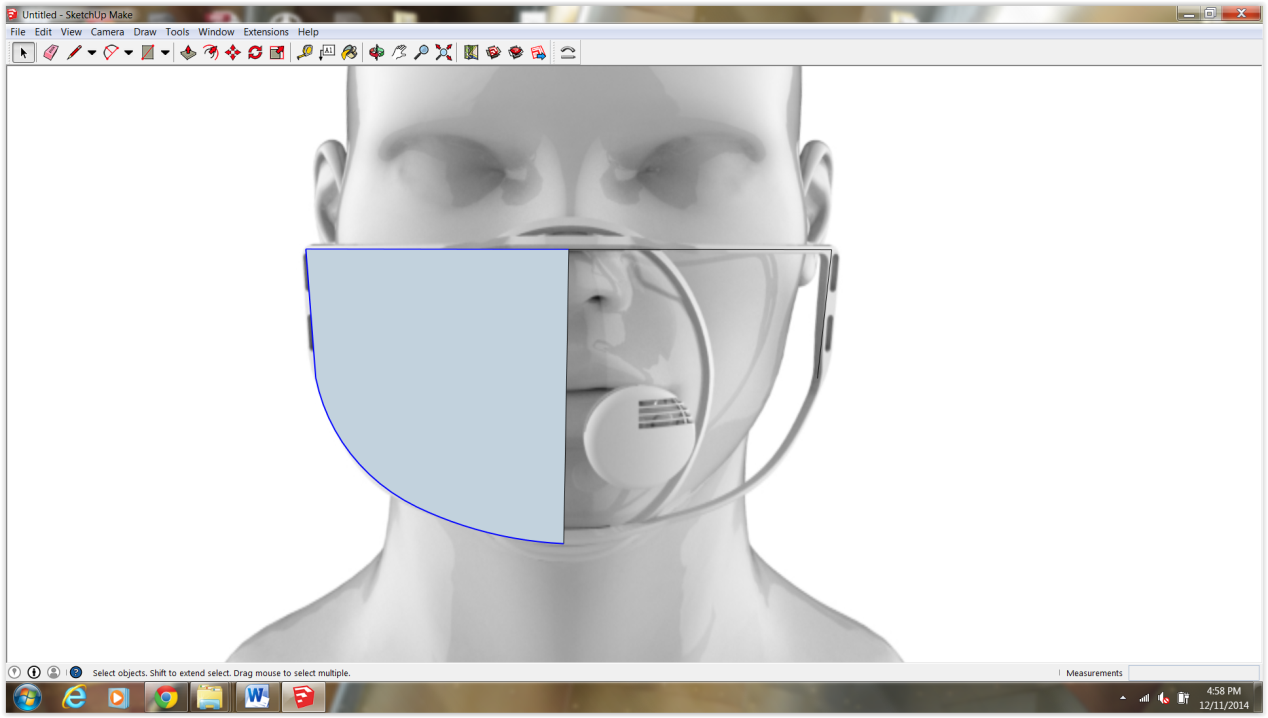 Untitled - SketchUp Make
File Edit View Camera Draw Tools Window Extensions Help
A1
Select objects. Shift to extend select. Drag mouse to select multiple.
Measurements
4:58 PM
12/11/2014